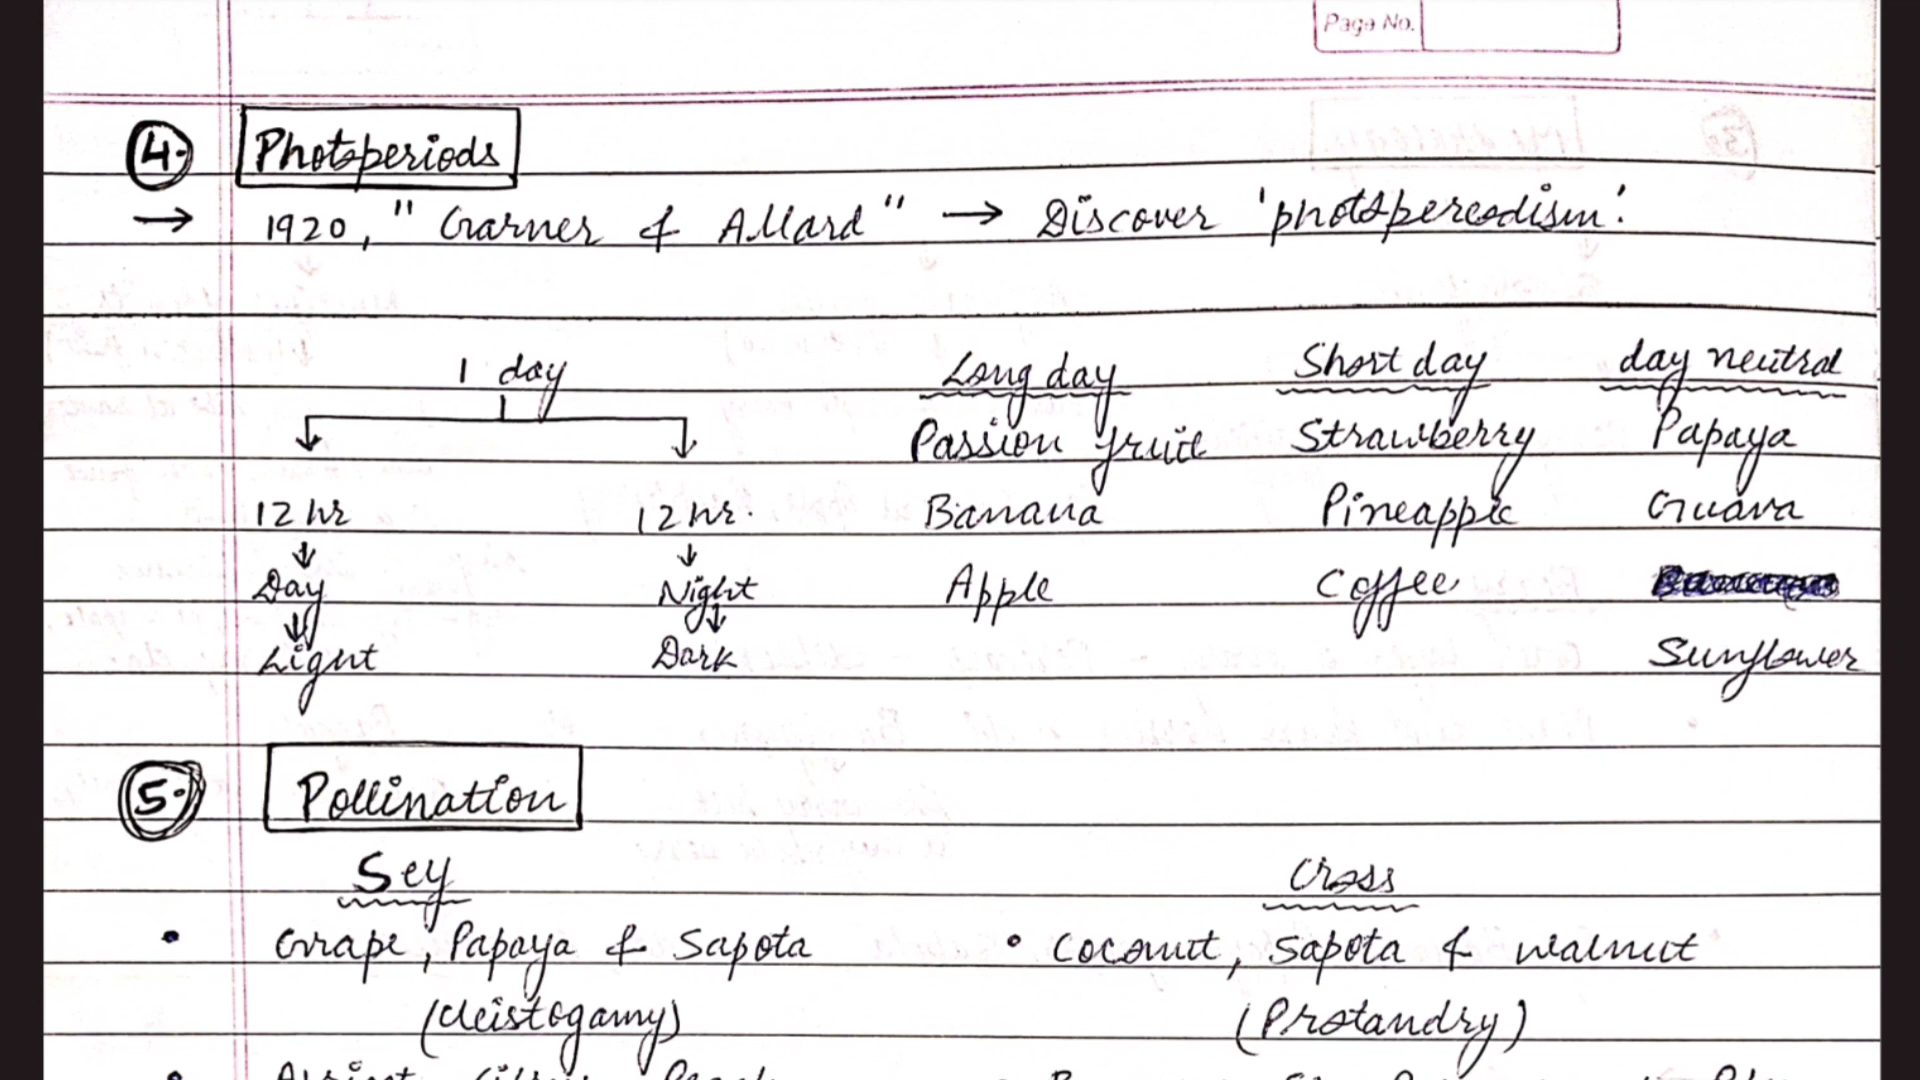 Page No.
4. Photoperiods
→ 1920, "Garner & Allard" → Discover 'photopereodism'.
1 day
Long day Short day day neutral
Passion fruit Strawberry Papaya
12 hr 12 hr. Banana Pineapple Guava
Day Night Apple Coffee
Light Dark Sunflower
5. Pollination
Self Cross
• Grape, Papaya & Sapota • Coconut, Sapota & walnut
(Cleistogamy) (Protandry)